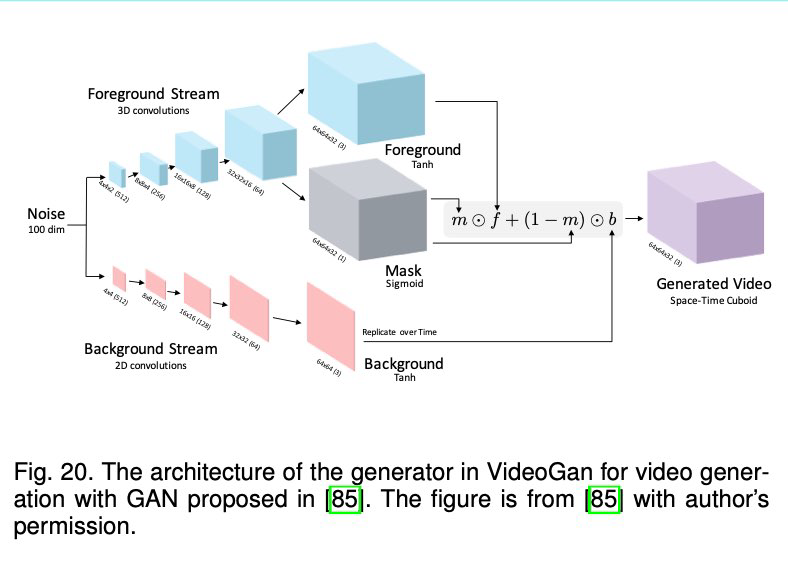 Foreground Stream
3D convolutions
4x4x2 (512)
8x8x4 (256)
16x16x8 (128)
32x32x16 (64)
64x64x32 (3)
Foreground
Tanh
Noise
100 dim
64x64x32 (1)
Mask
Sigmoid
m ⊙ f + (1 − m) ⊙ b
64x64x32 (3)
Generated Video
Space-Time Cuboid
4x4 (512)
8x8 (256)
16x16 (128)
32x32 (64)
64x64 (3)
Background Stream
2D convolutions
Replicate over Time
Background
Tanh
Fig. 20. The architecture of the generator in VideoGan for video gener-
ation with GAN proposed in [85]. The figure is from [85] with author's
permission.